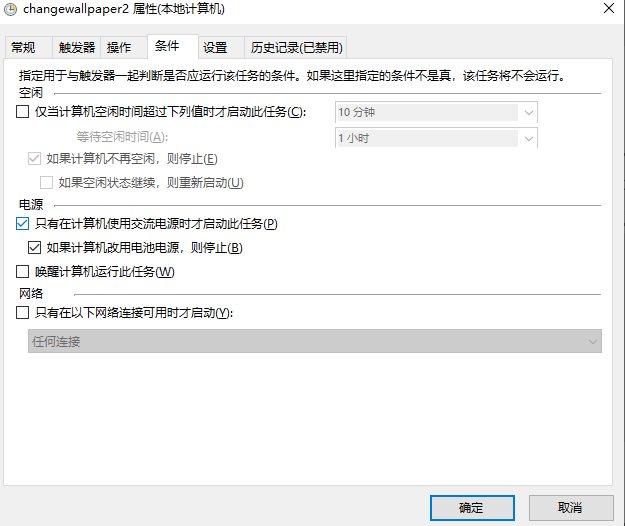 changewallpaper2 属性(本地计算机)
常规 触发器 操作 条件 设置 历史记录(已禁用)
指定用于与触发器一起判断是否应运行该任务的条件。如果这里指定的条件不是真，该任务将不会运行。
空闲
仅当计算机空闲时间超过下列值时才启动此任务(C): 10 分钟
等待空闲时间(A): 1 小时
如果计算机不再空闲，则停止(E)
如果空闲状态继续，则重新启动(U)
电源
只有在计算机使用交流电源时才启动此任务(P)
如果计算机改用电池电源，则停止(B)
唤醒计算机运行此任务(W)
网络
只有在以下网络连接可用时才启动(Y):
任何连接
确定 取消